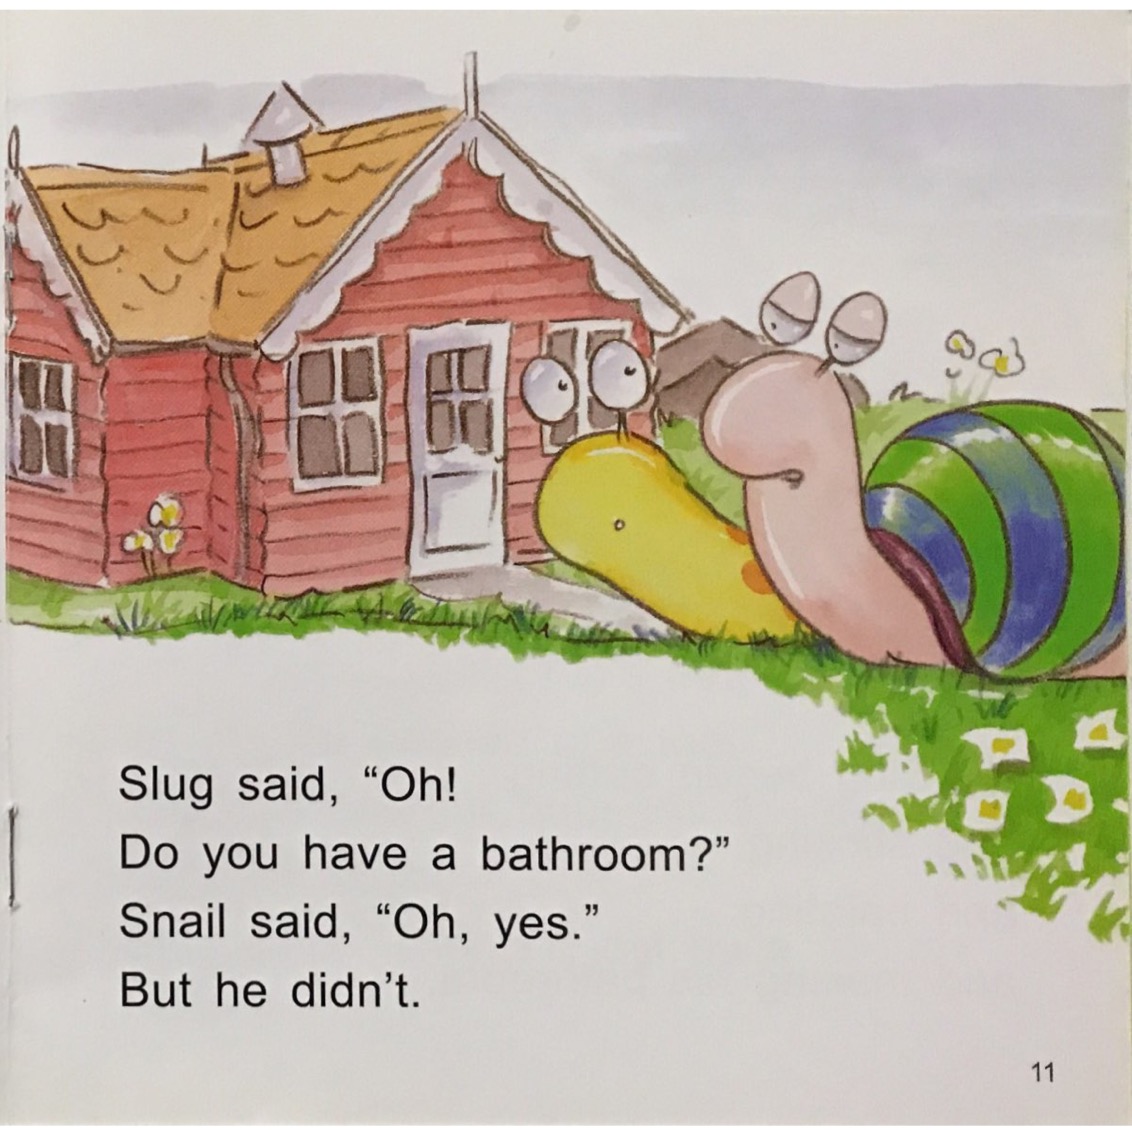 Slug said, “Oh!
Do you have a bathroom?”
Snail said, “Oh, yes.”
But he didn’t.
11